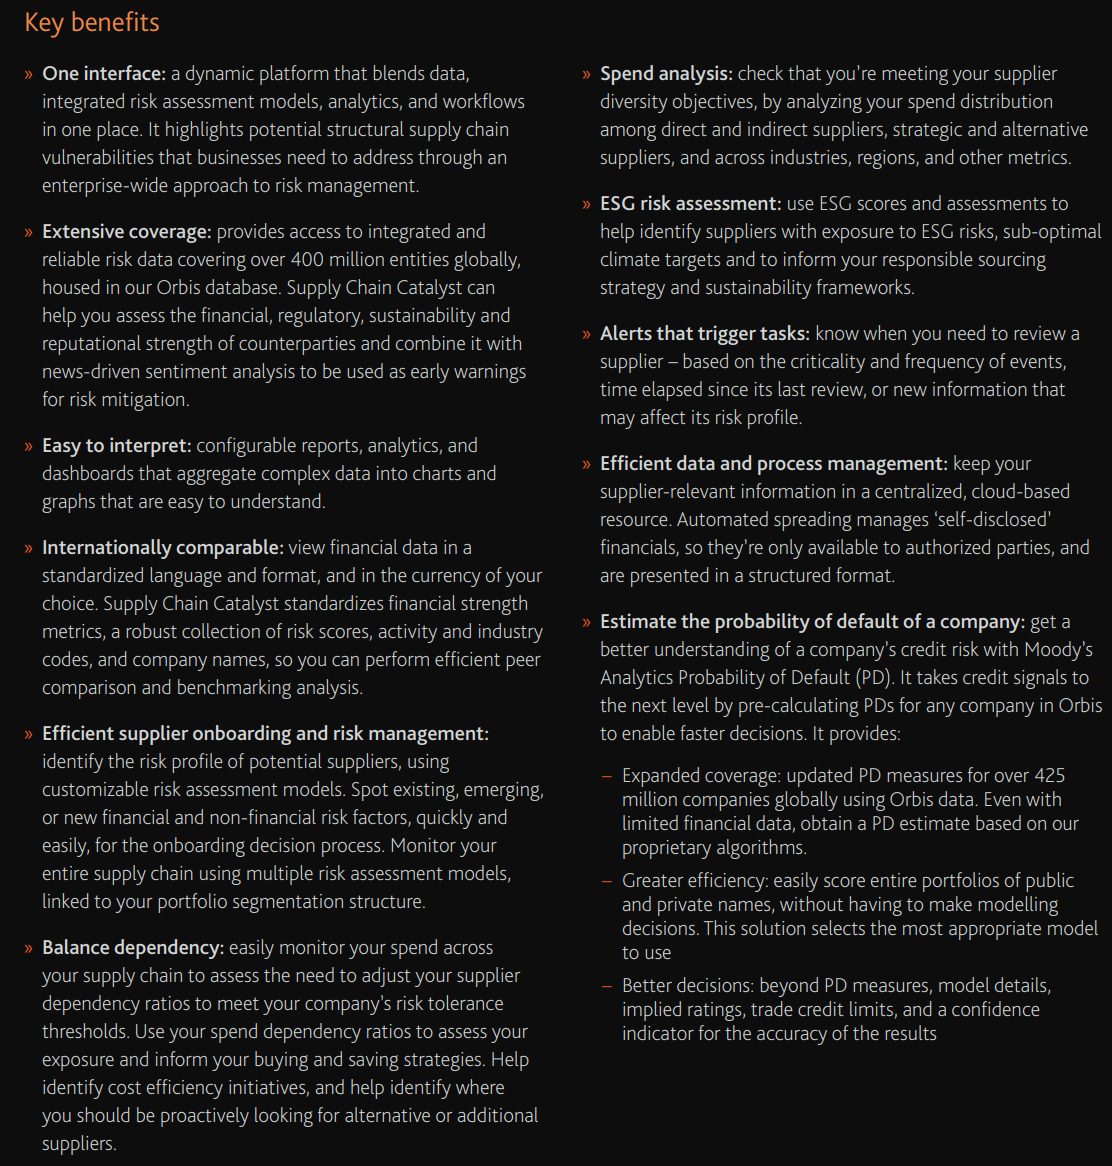 Key benefits
» One interface: a dynamic platform that blends data,
integrated risk assessment models, analytics, and workflows
in one place. It highlights potential structural supply chain
vulnerabilities that businesses need to address through an
enterprise-wide approach to risk management.
» Extensive coverage: provides access to integrated and
reliable risk data covering over 400 million entities globally,
housed in our Orbis database. Supply Chain Catalyst can
help you assess the financial, regulatory, sustainability and
reputational strength of counterparties and combine it with
news-driven sentiment analysis to be used as early warnings
for risk mitigation.
» Easy to interpret: configurable reports, analytics, and
dashboards that aggregate complex data into charts and
graphs that are easy to understand.
» Internationally comparable: view financial data in a
standardized language and format, and in the currency of your
choice. Supply Chain Catalyst standardizes financial strength
metrics, a robust collection of risk scores, activity and industry
codes, and company names, so you can perform efficient peer
comparison and benchmarking analysis.
» Efficient supplier onboarding and risk management:
identify the risk profile of potential suppliers, using
customizable risk assessment models. Spot existing, emerging,
or new financial and non-financial risk factors, quickly and
easily, for the onboarding decision process. Monitor your
entire supply chain using multiple risk assessment models,
linked to your portfolio segmentation structure.
» Balance dependency: easily monitor your spend across
your supply chain to assess the need to adjust your supplier
dependency ratios to meet your company's risk tolerance
thresholds. Use your spend dependency ratios to assess your
exposure and inform your buying and saving strategies. Help
identify cost efficiency initiatives, and help identify where
you should be proactively looking for alternative or additional
suppliers.
» Spend analysis: check that you're meeting your supplier
diversity objectives, by analyzing your spend distribution
among direct and indirect suppliers, strategic and alternative
suppliers, and across industries, regions, and other metrics.
» ESG risk assessment: use ESG scores and assessments to
help identify suppliers with exposure to ESG risks, sub-optimal
climate targets and to inform your responsible sourcing
strategy and sustainability frameworks.
» Alerts that trigger tasks: know when you need to review a
supplier – based on the criticality and frequency of events,
time elapsed since its last review, or new information that
may affect its risk profile.
» Efficient data and process management: keep your
supplier-relevant information in a centralized, cloud-based
resource. Automated spreading manages ‘self-disclosed’
financials, so they're only available to authorized parties, and
are presented in a structured format.
» Estimate the probability of default of a company: get a
better understanding of a company's credit risk with Moody's
Analytics Probability of Default (PD). It takes credit signals to
the next level by pre-calculating PDs for any company in Orbis
to enable faster decisions. It provides:
– Expanded coverage: updated PD measures for over 425
million companies globally using Orbis data. Even with
limited financial data, obtain a PD estimate based on our
proprietary algorithms.
– Greater efficiency: easily score entire portfolios of public
and private names, without having to make modelling
decisions. This solution selects the most appropriate model
to use
– Better decisions: beyond PD measures, model details,
implied ratings, trade credit limits, and a confidence
indicator for the accuracy of the results